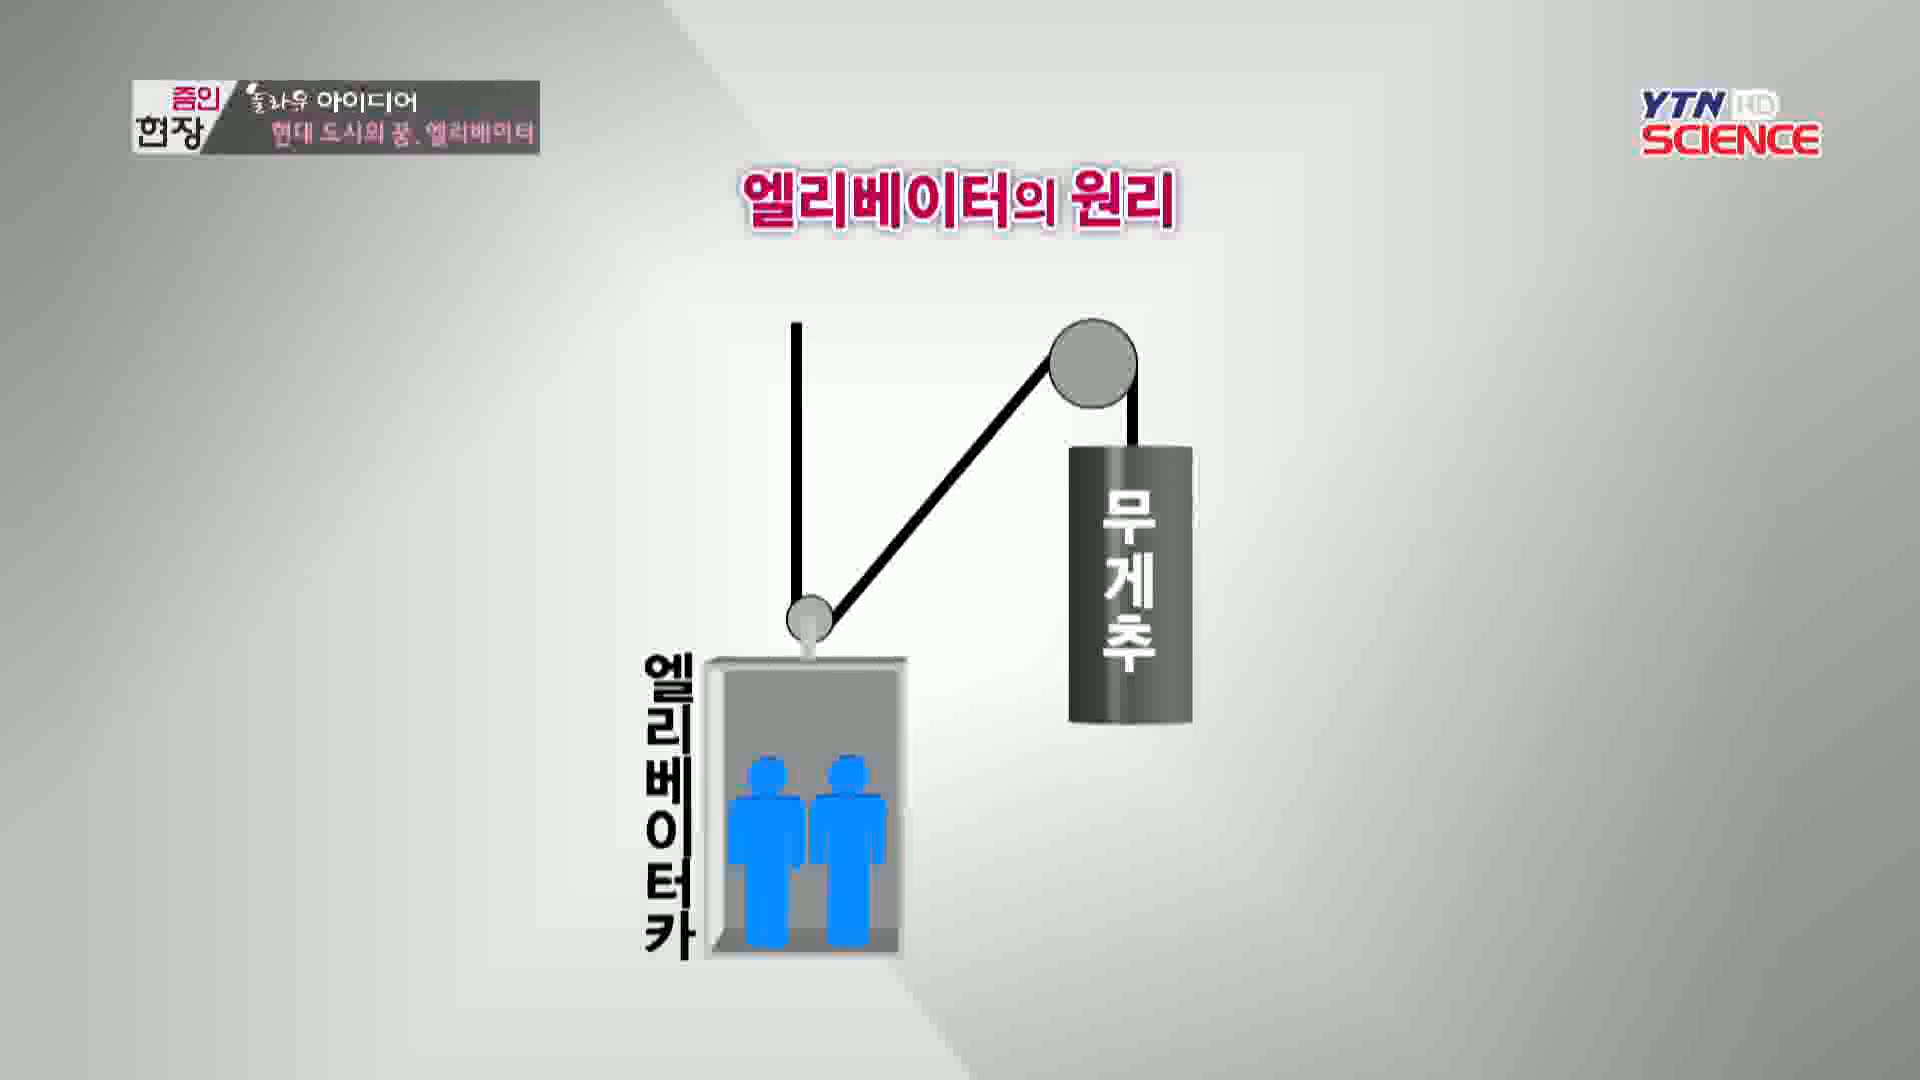 줌인 놀라운 아이디어
현장 현대 도시의 꿈, 엘리베이터
YTN HD
SCIENCE
엘리베이터의 원리
무게추
엘리베이터카